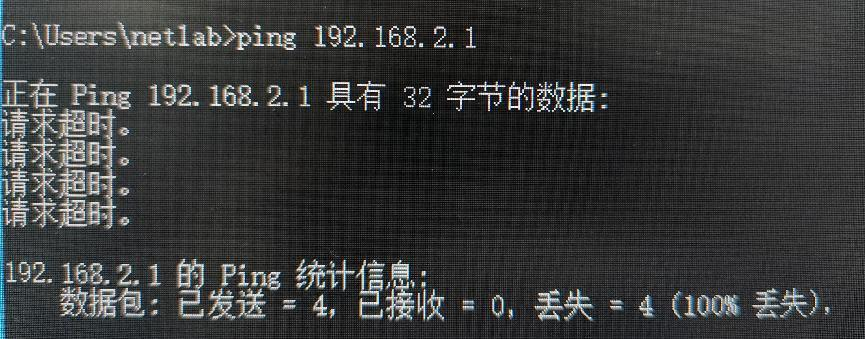 C:\Users\netlab>ping 192.168.2.1
正在 Ping 192.168.2.1 具有 32 字节的数据:
请求超时。
请求超时。
请求超时。
请求超时。
192.168.2.1 的 Ping 统计信息:
数据包: 已发送 = 4，已接收 = 0，丢失 = 4 (100% 丢失)，